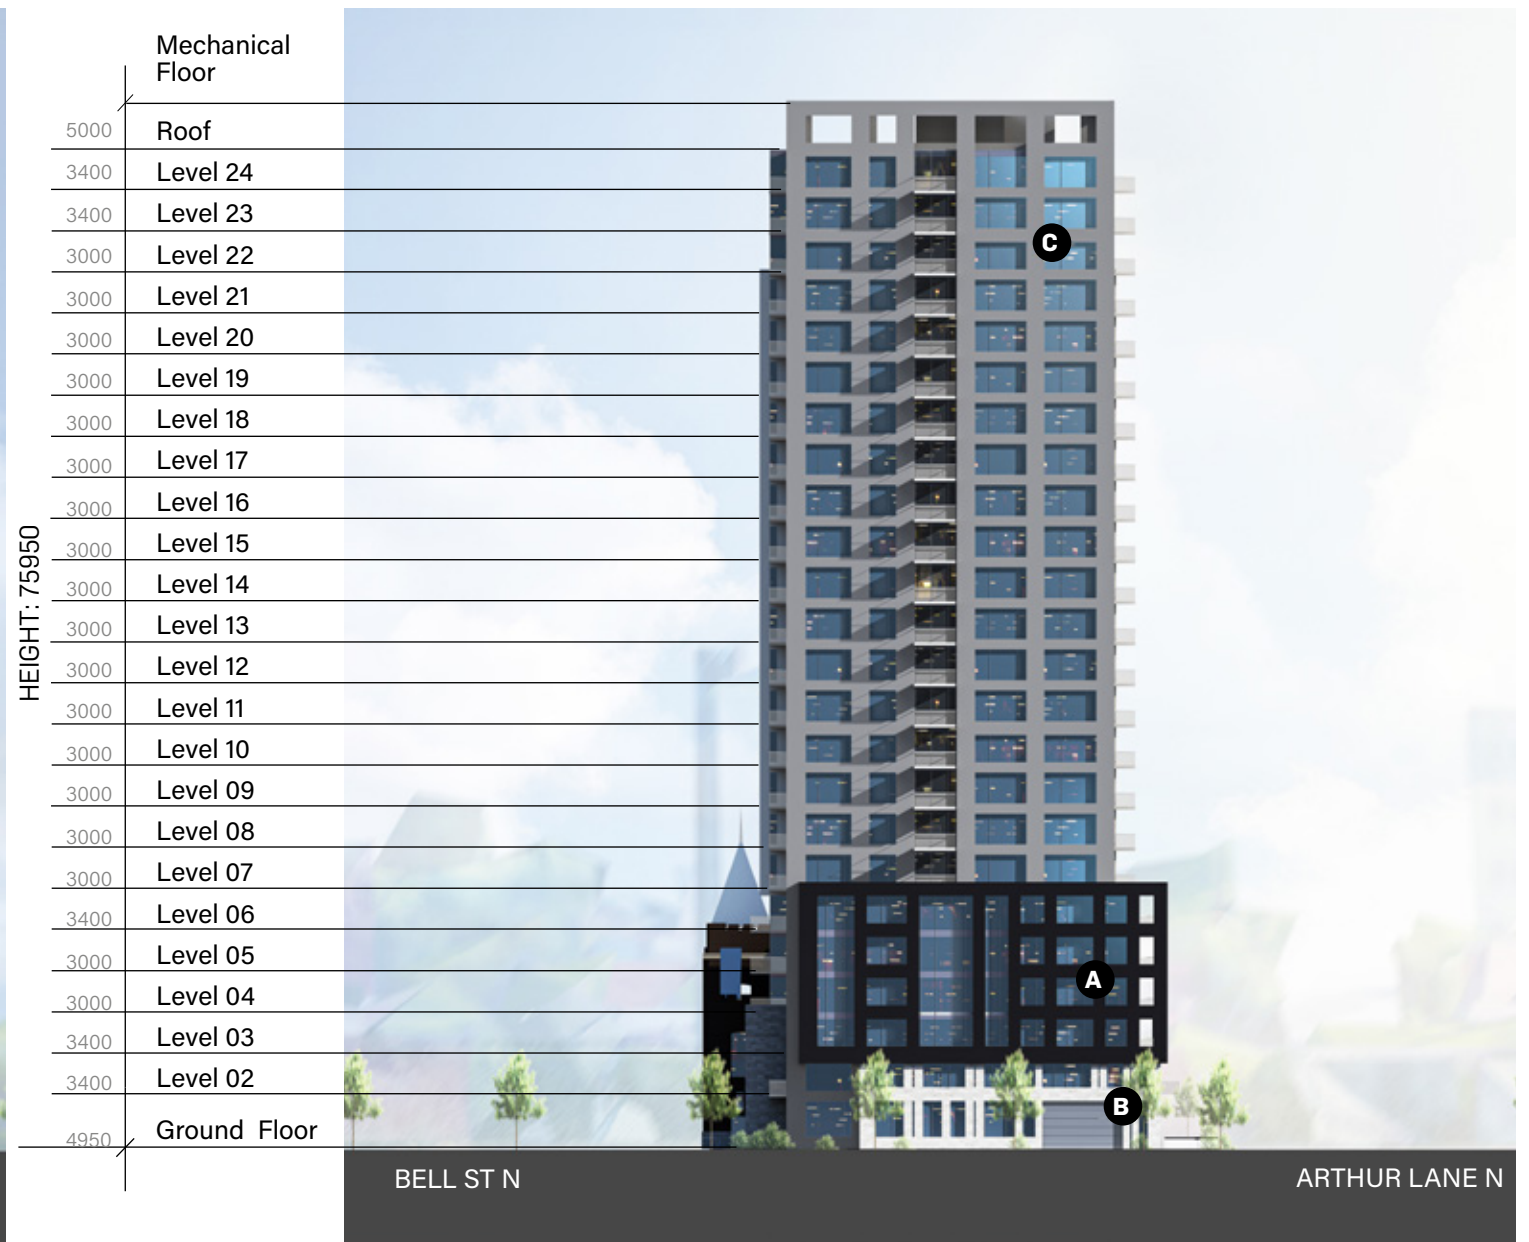 Mechanical
Floor
5000 Roof
3400 Level 24
3400 Level 23
3000 Level 22
3000 Level 21
3000 Level 20
3000 Level 19
3000 Level 18
3000 Level 17
3000 Level 16
3000 Level 15
3000 Level 14
3000 Level 13
3000 Level 12
3000 Level 11
3000 Level 10
3000 Level 09
3000 Level 08
3000 Level 07
3400 Level 06
3000 Level 05
3000 Level 04
3400 Level 03
3400 Level 02
4950 Ground Floor
HEIGHT: 75950
C
A
B
BELL ST N
ARTHUR LANE N